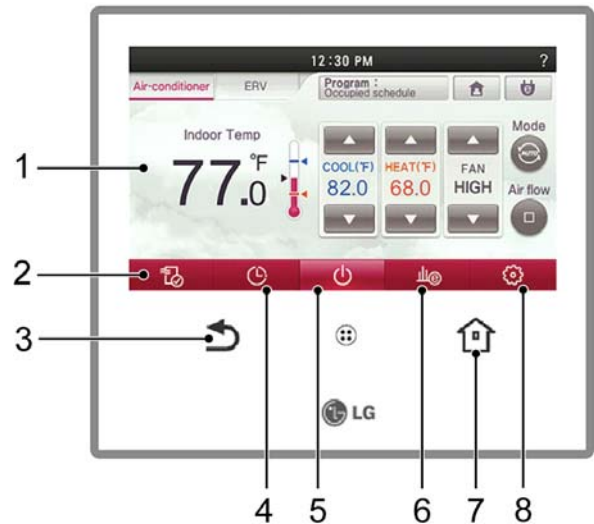 12:30 PM ?
Air-conditioner ERV Program :
Occupied schedule
Indoor Temp
77.0 °F
COOL(°F)
82.0
HEAT(°F)
68.0
FAN
HIGH
Mode
AUTO
Air flow
1
2
3
LG
4 5 6 7 8